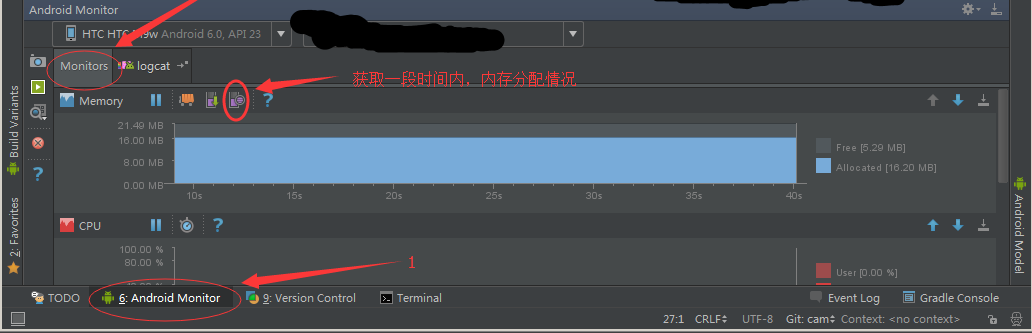 Android Monitor
HTC HTC M9w Android 6.0, API 23
Monitors
logcat
获取一段时间内，内存分配情况
Memory
21.49 MB
16.00 MB
8.00 MB
0.00 MB
Free [5.29 MB]
Allocated [16.20 MB]
10s 15s 20s 25s 30s 35s 40s
CPU
100.00 %
80.00 %
40.00 %
User [0.00 %]
1
Build Variants
2: Favorites
Android Model
TODO
6: Android Monitor
9: Version Control
Terminal
Event Log
Gradle Console
27:1 CRLF UTF-8 Git: cam Context: <no context>